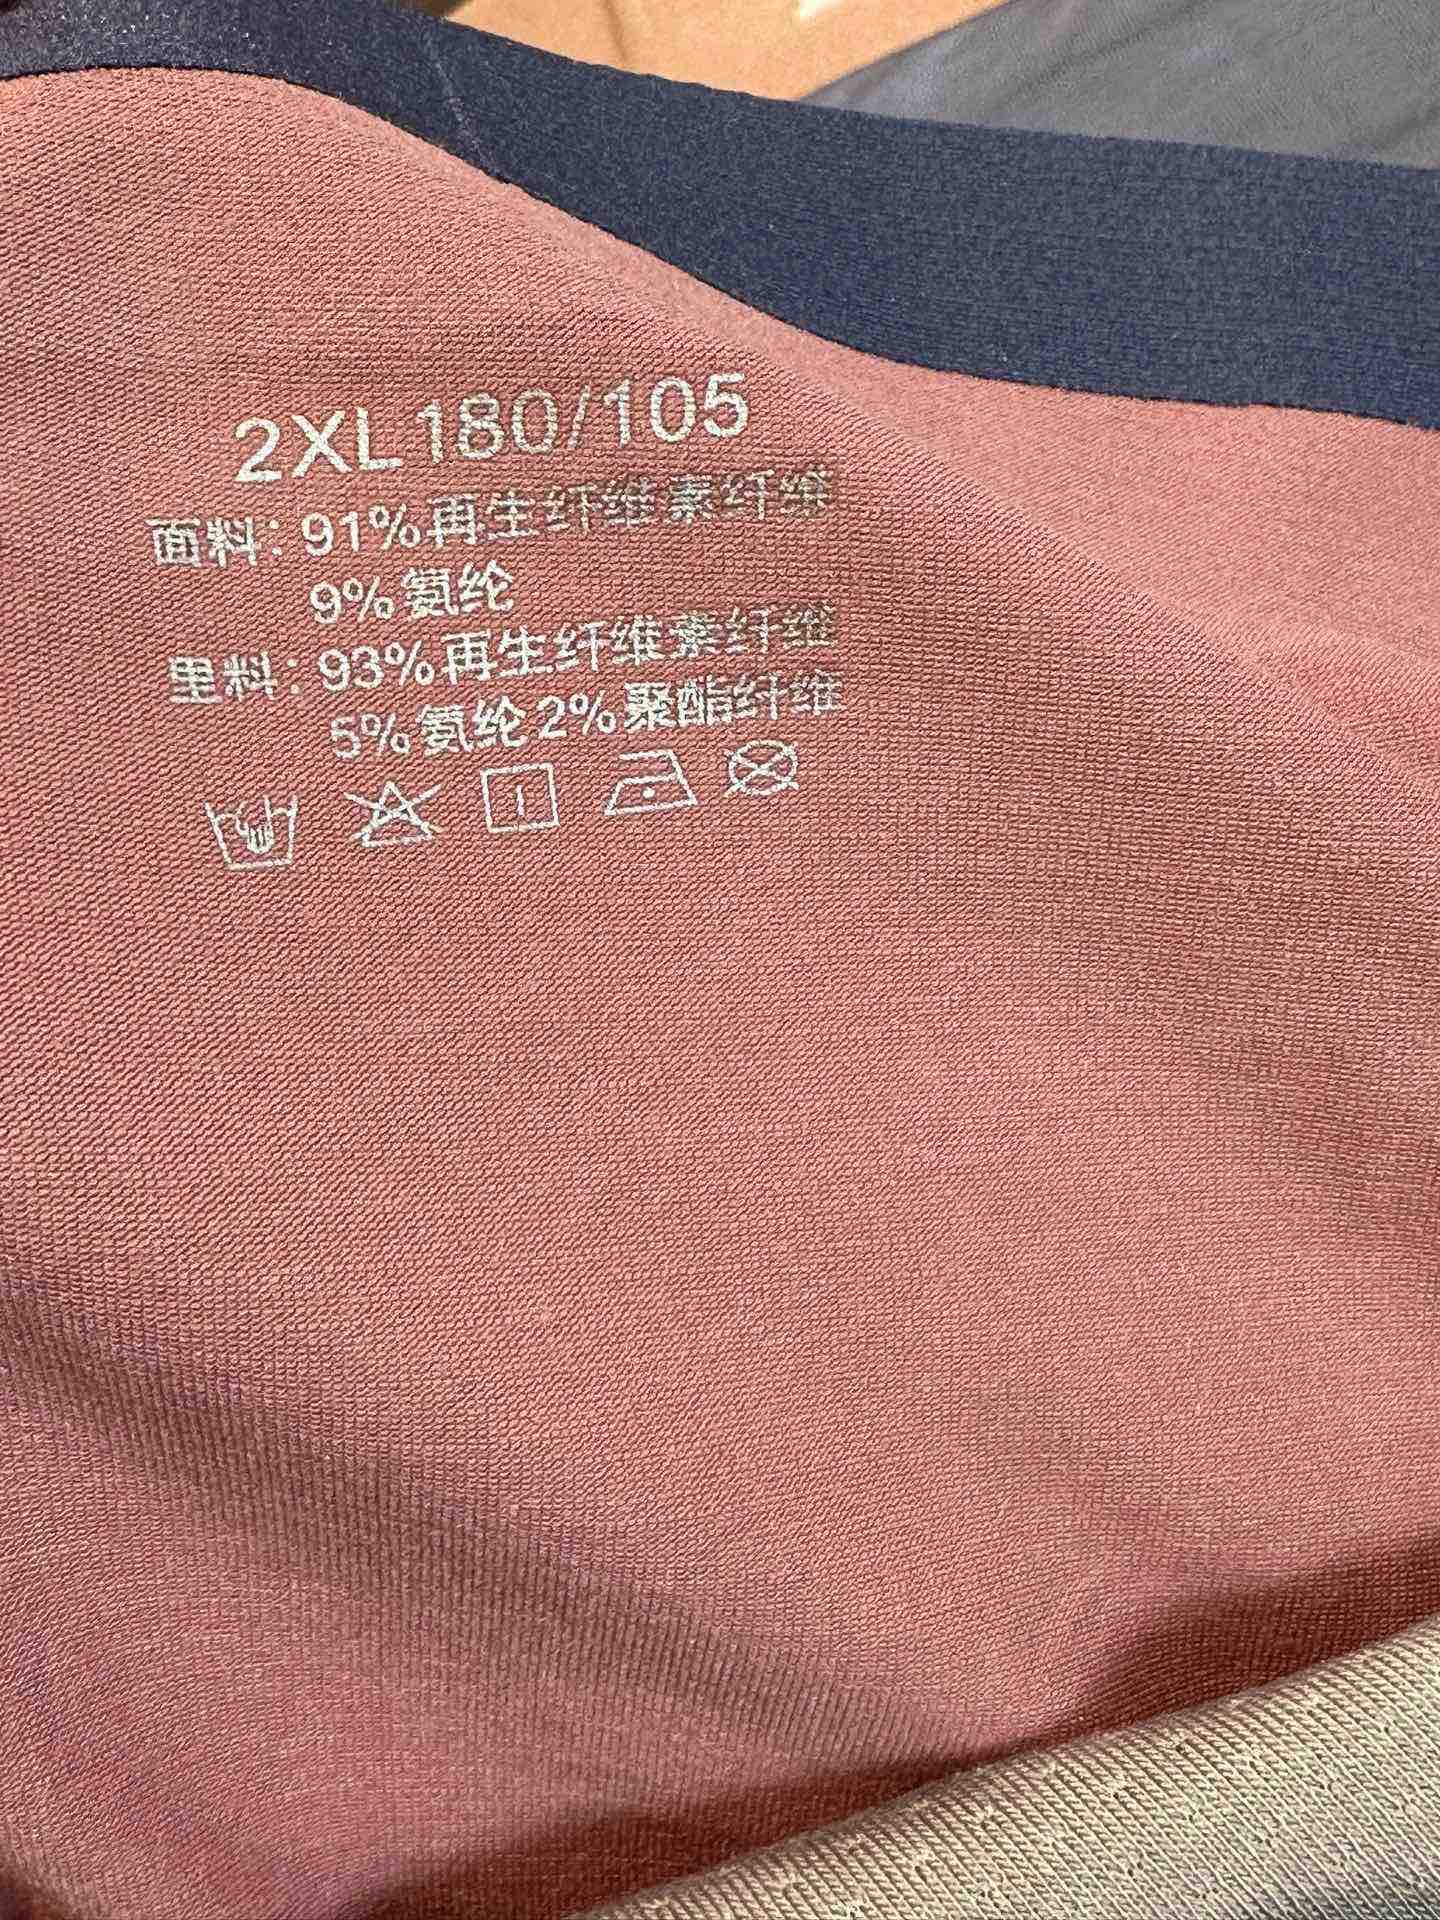 2XL 180/105
面料: 91%再生纤维素纤维
9%氨纶
里料: 93%再生纤维素纤维
5%氨纶 2%聚酯纤维